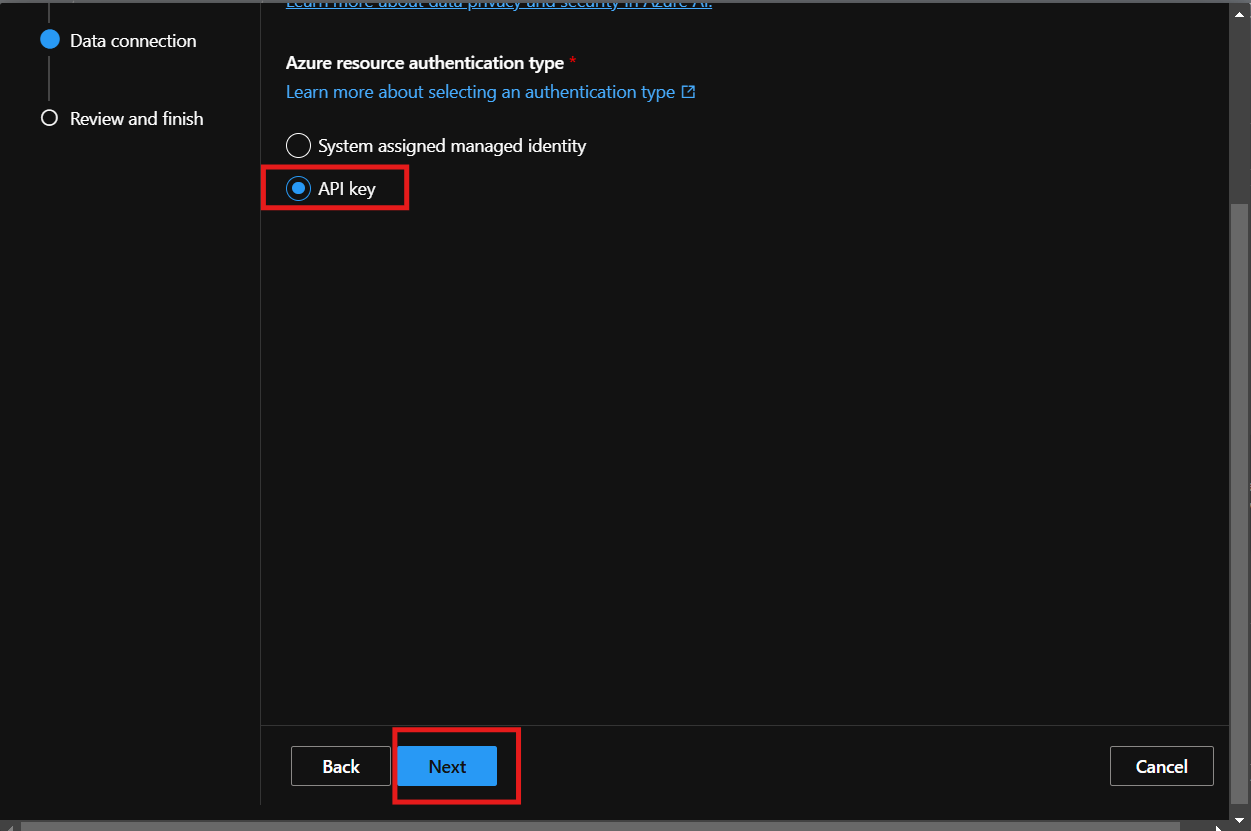 Learn more about data privacy and security in Azure AI.
Data connection
Azure resource authentication type *
Learn more about selecting an authentication type
Review and finish
System assigned managed identity
API key
Back
Next
Cancel